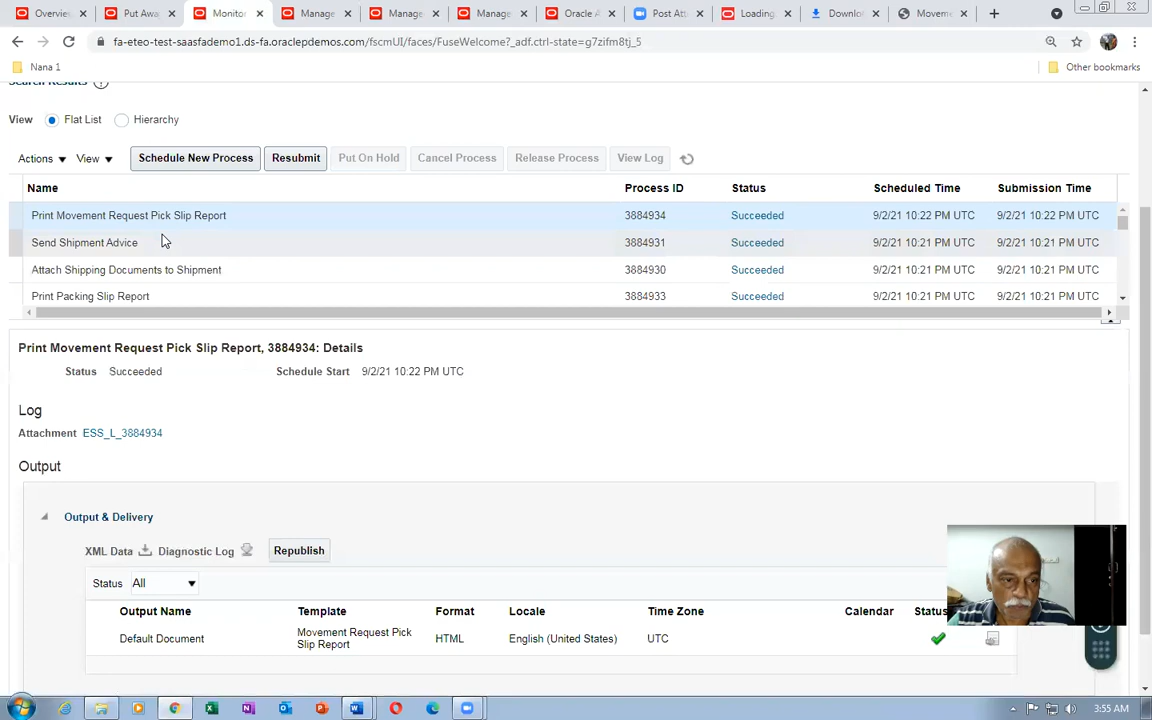 Overvie
Put Awa
Monito
Manage
Manage
Manage
Oracle A
Post Att
Loading
Downlo
Movem
fa-eteo-test-saasfademo1.ds-fa.oraclepdemos.com/fscmUI/faces/FuseWelcome?_adf.ctrl-state=g7zifm8tj_5
Nana 1
Other bookmarks
Search Results
View Flat List Hierarchy
Actions View Schedule New Process Resubmit Put On Hold Cancel Process Release Process View Log
Name Process ID Status Scheduled Time Submission Time
Print Movement Request Pick Slip Report 3884934 Succeeded 9/2/21 10:22 PM UTC 9/2/21 10:22 PM UTC
Send Shipment Advice 3884931 Succeeded 9/2/21 10:21 PM UTC 9/2/21 10:21 PM UTC
Attach Shipping Documents to Shipment 3884930 Succeeded 9/2/21 10:21 PM UTC 9/2/21 10:21 PM UTC
Print Packing Slip Report 3884933 Succeeded 9/2/21 10:21 PM UTC 9/2/21 10:21 PM UTC
Print Movement Request Pick Slip Report, 3884934: Details
Status Succeeded Schedule Start 9/2/21 10:22 PM UTC
Log
Attachment ESS_L_3884934
Output
Output & Delivery
XML Data Diagnostic Log Republish
Status All
Output Name Template Format Locale Time Zone Calendar Status
Default Document Movement Request Pick Slip Report HTML English (United States) UTC
3:55 AM